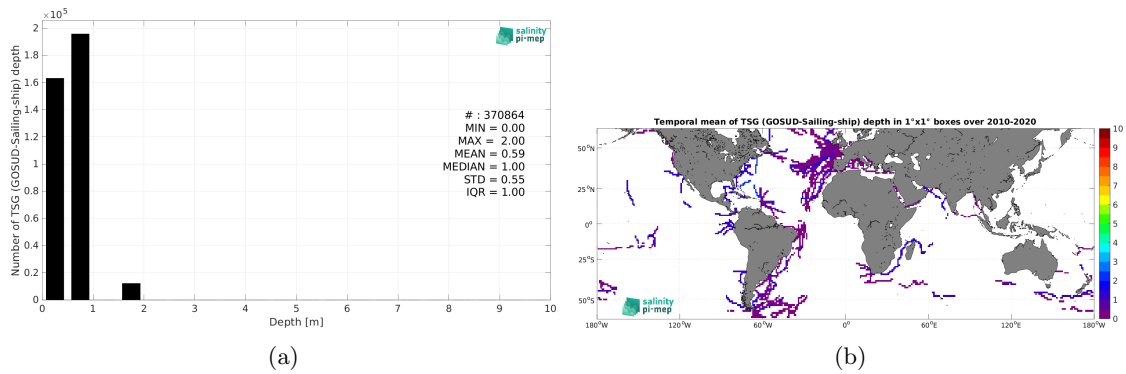 ×10⁵
2
1.8
1.6
1.4
1.2
1
0.8
0.6
0.4
0.2
0
Number of TSG (GOSUD-Sailing-ship) depth
salinity
pi-mep
# : 370864
MIN = 0.00
MAX = 2.00
MEAN = 0.59
MEDIAN = 1.00
STD = 0.55
IQR = 1.00
0 1 2 3 4 5 6 7 8 9 10
Depth [m]
(a)
Temporal mean of TSG (GOSUD-Sailing-ship) depth in 1°x1° boxes over 2010-2020
50°N
25°N
0°
25°S
50°S
salinity
pi-mep
180°W 120°W 60°W 0° 60°E 120°E 180°W
10
9
8
7
6
5
4
3
2
1
0
(b)